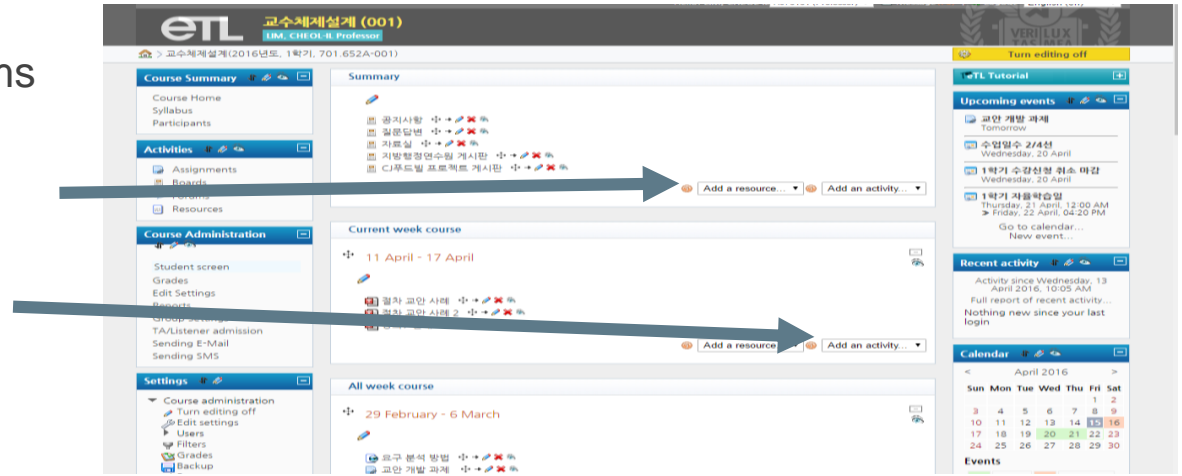 ns
eTL
교수체제설계 (001)
LIM, CHEOL-IL Professor
VERI LUX
TAS MEA
> 교수체제설계(2016년도, 1학기, 701.652A-001)
Turn editing off
Course Summary
Course Home
Syllabus
Participants
Activities
Assignments
Boards
Forums
Resources
Course Administration
Student screen
Grades
Edit Settings
Reports
Group Settings
TA/Listener admission
Sending E-Mail
Sending SMS
Settings
Course administration
Turn editing off
Edit settings
Users
Filters
Grades
Backup
Summary
공지사항
질문답변
자료실
지방행정연수원 게시판
CJ푸드빌 프로젝트 게시판
Add a resource...
Add an activity...
Current week course
11 April - 17 April
절차 교안 사례
절차 교안 사례 2
Add a resource
Add an activity...
All week course
29 February - 6 March
요구 분석 방법
교안 개발 과제
eTL Tutorial
Upcoming events
교안 개발 과제
Tomorrow
수업일수 2/4선
Wednesday, 20 April
1학기 수강신청 취소 마감
Wednesday, 20 April
1학기 자율학습일
Thursday, 21 April, 12:00 AM
> Friday, 22 April, 04:20 PM
Go to calendar...
New event...
Recent activity
Activity since Wednesday, 13
April 2016, 10:05 AM
Full report of recent activity...
Nothing new since your last
login
Calendar
< April 2016 >
Sun Mon Tue Wed Thu Fri Sat
1 2
3 4 5 6 7 8 9
10 11 12 13 14 15 16
17 18 19 20 21 22 23
24 25 26 27 28 29 30
Events